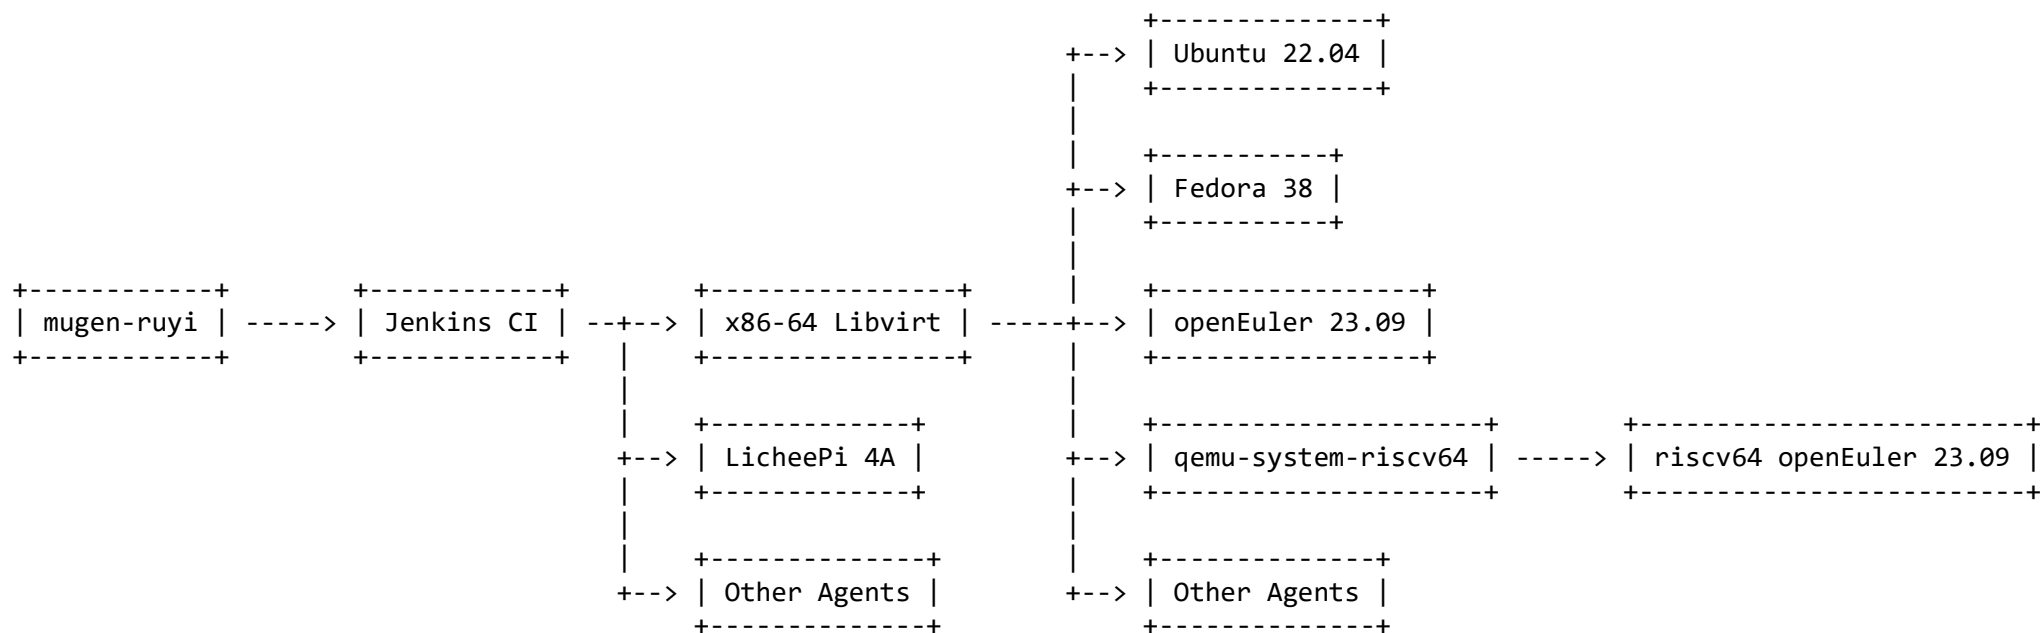 Ubuntu 22.04
Fedora 38
mugen-ruyi Jenkins CI x86-64 Libvirt openEuler 23.09
LicheePi 4A qemu-system-riscv64 riscv64 openEuler 23.09
Other Agents Other Agents